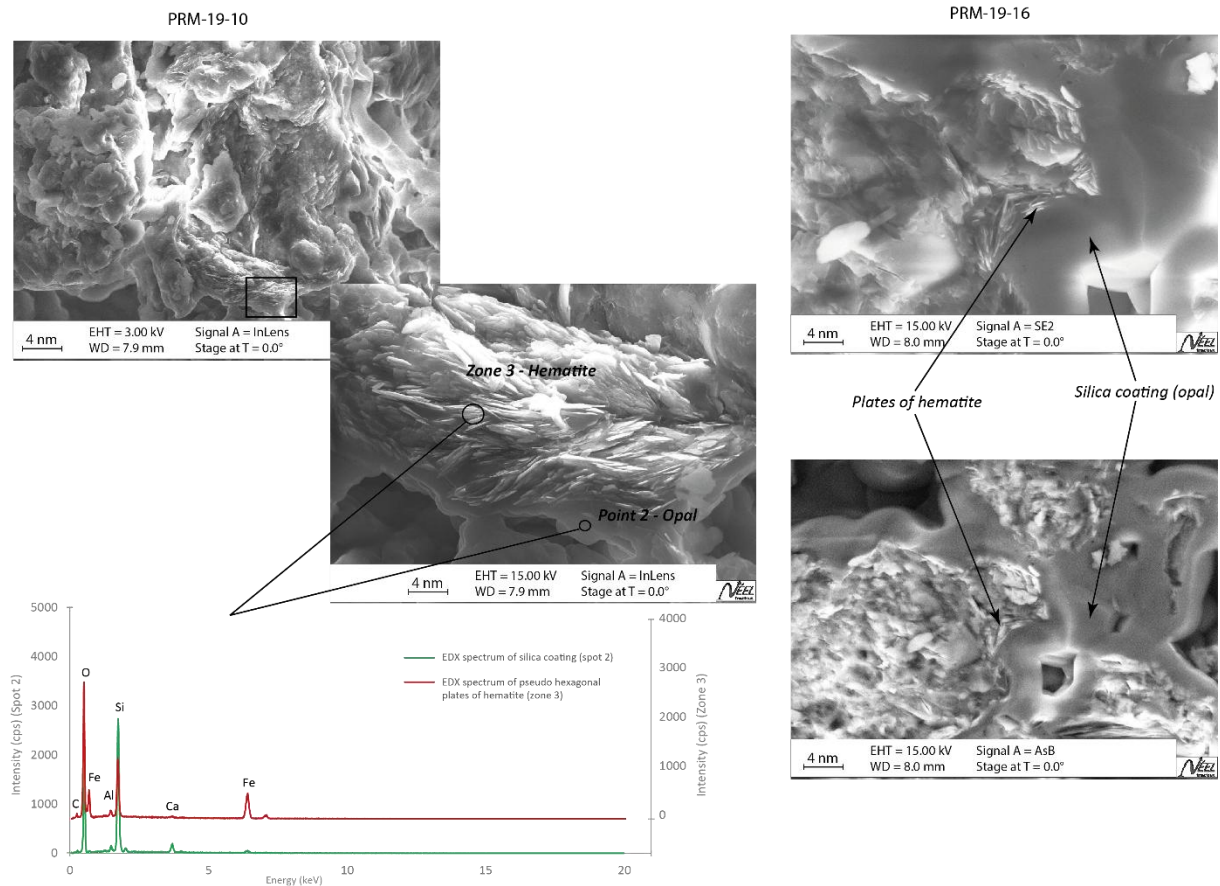 PRM-19-10
PRM-19-16
4 nm
EHT = 3.00 kV
Signal A = InLens
WD = 7.9 mm
Stage at T = 0.0°
4 nm
EHT = 15.00 kV
Signal A = SE2
WD = 8.0 mm
Stage at T = 0.0°
NÉEL
Zone 3 - Hematite
Point 2 - Opal
4 nm
EHT = 15.00 kV
Signal A = InLens
WD = 7.9 mm
Stage at T = 0.0°
NÉEL
Plates of hematite
Silica coating (opal)
4 nm
EHT = 15.00 kV
Signal A = AsB
WD = 8.0 mm
Stage at T = 0.0°
NÉEL
5000
4000
3000
2000
1000
0
Intensity (cps) (Spot 2)
4000
3000
2000
1000
0
Intensity (cps) (Zone 3)
EDX spectrum of silica coating (spot 2)
EDX spectrum of pseudo hexagonal
plates of hematite (zone 3)
C
O
Fe
Al
Si
Ca
Fe
0
5
10
15
20
Energy (keV)